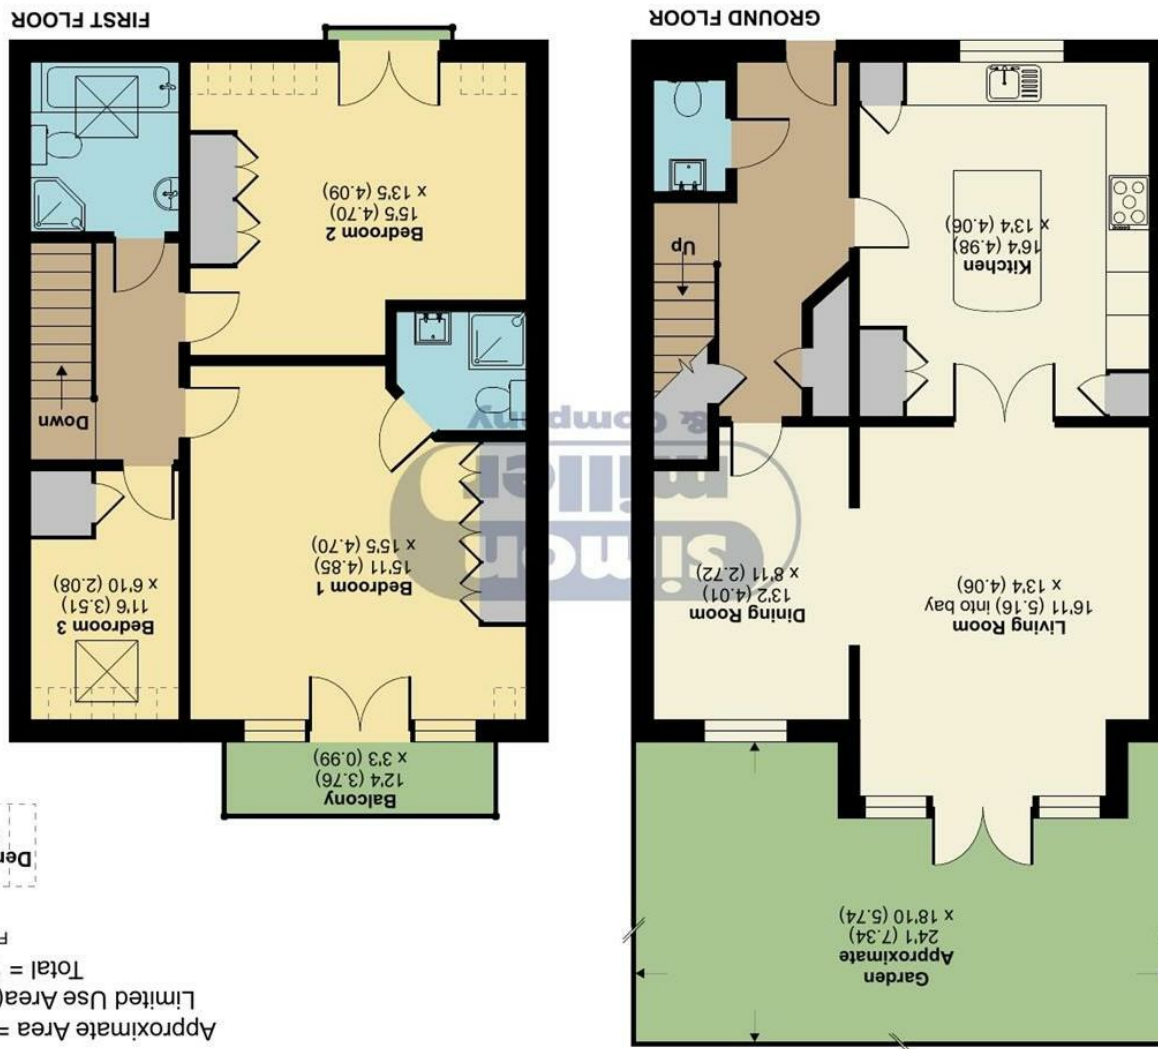 Approximate Area =
Limited Use Area(
Total =
Garden
Approximate
24'1 (7.34)
x 18'10 (5.74)
Living Room
16'11 (5.16) into bay
x 13'4 (4.06)
Dining Room
13'2 (4.01)
x 8'11 (2.72)
Kitchen
16'4 (4.98)
x 13'4 (4.06)
Up
GROUND FLOOR
Balcony
12'4 (3.76)
x 3'3 (0.99)
Bedroom 1
15'11 (4.85)
x 15'5 (4.70)
Bedroom 3
11'6 (3.51)
x 6'10 (2.08)
Down
Bedroom 2
15'5 (4.70)
x 13'5 (4.09)
FIRST FLOOR
simon
miller
& company